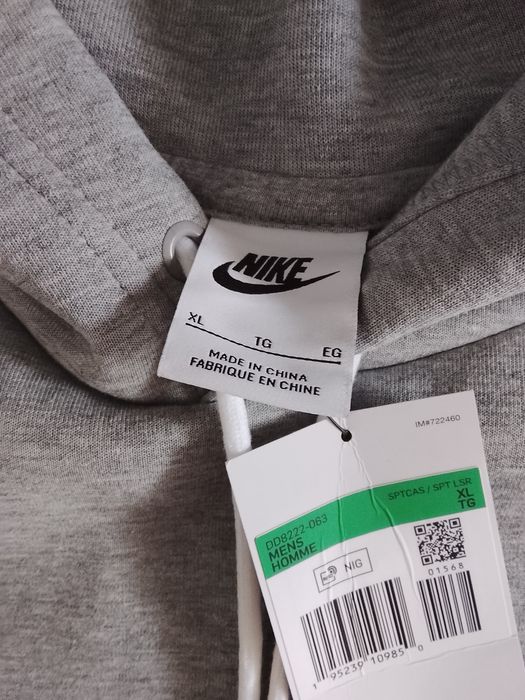 NIKE
XL TG EG
MADE IN CHINA
FABRIQUE EN CHINE
IM#722460
SPTCAS / SPT LSR
XL
TG
DD8222-063
MENS
HOMME
NIG
01568
1 95239 10985 0